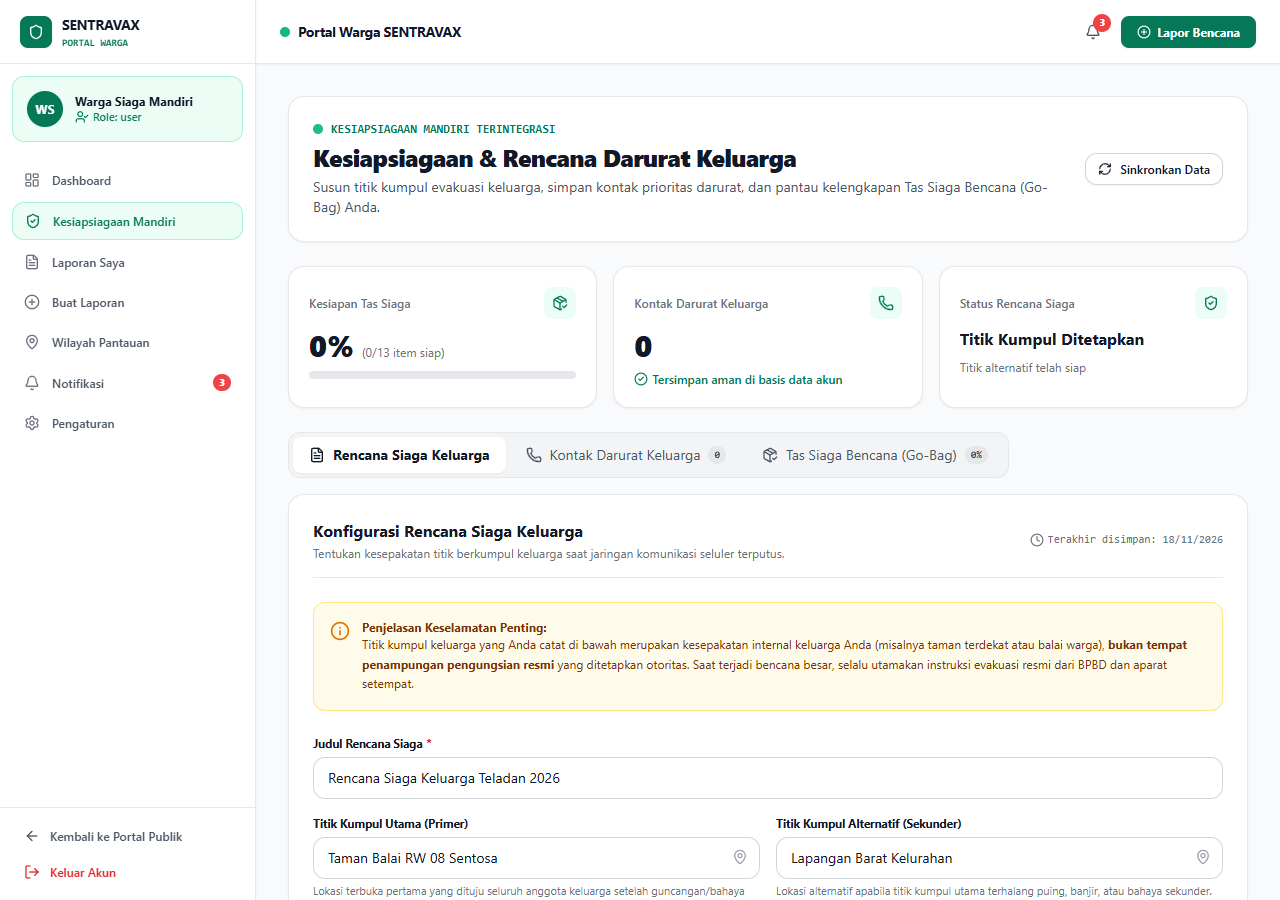 SENTRAVAX
PORTAL WARGA
Portal Warga SENTRAVAX
3
Lapor Bencana
WS
Warga Siaga Mandiri
Role: user
Dashboard
Kesiapsiagaan Mandiri
Laporan Saya
Buat Laporan
Wilayah Pantauan
Notifikasi
3
Pengaturan
Kembali ke Portal Publik
Keluar Akun
KESIAPSIAGAAN MANDIRI TERINTEGRASI
Kesiapsiagaan & Rencana Darurat Keluarga
Susun titik kumpul evakuasi keluarga, simpan kontak prioritas darurat, dan pantau kelengkapan Tas Siaga Bencana (Go-
Bag) Anda.
Sinkronkan Data
Kesiapan Tas Siaga
0% (0/13 item siap)
Kontak Darurat Keluarga
0
Tersimpan aman di basis data akun
Status Rencana Siaga
Titik Kumpul Ditetapkan
Titik alternatif telah siap
Rencana Siaga Keluarga
Kontak Darurat Keluarga 0
Tas Siaga Bencana (Go-Bag) 0%
Konfigurasi Rencana Siaga Keluarga
Tentukan kesepakatan titik berkumpul keluarga saat jaringan komunikasi seluler terputus.
Terakhir disimpan: 18/11/2026
Penjelasan Keselamatan Penting:
Titik kumpul keluarga yang Anda catat di bawah merupakan kesepakatan internal keluarga Anda (misalnya taman terdekat atau balai warga), bukan tempat
penampungan pengungsian resmi yang ditetapkan otoritas. Saat terjadi bencana besar, selalu utamakan instruksi evakuasi resmi dari BPBD dan aparat
setempat.
Judul Rencana Siaga *
Rencana Siaga Keluarga Teladan 2026
Titik Kumpul Utama (Primer)
Taman Balai RW 08 Sentosa
Lokasi terbuka pertama yang dituju seluruh anggota keluarga setelah guncangan/bahaya
Titik Kumpul Alternatif (Sekunder)
Lapangan Barat Kelurahan
Lokasi alternatif apabila titik kumpul utama terhalang puing, banjir, atau bahaya sekunder.